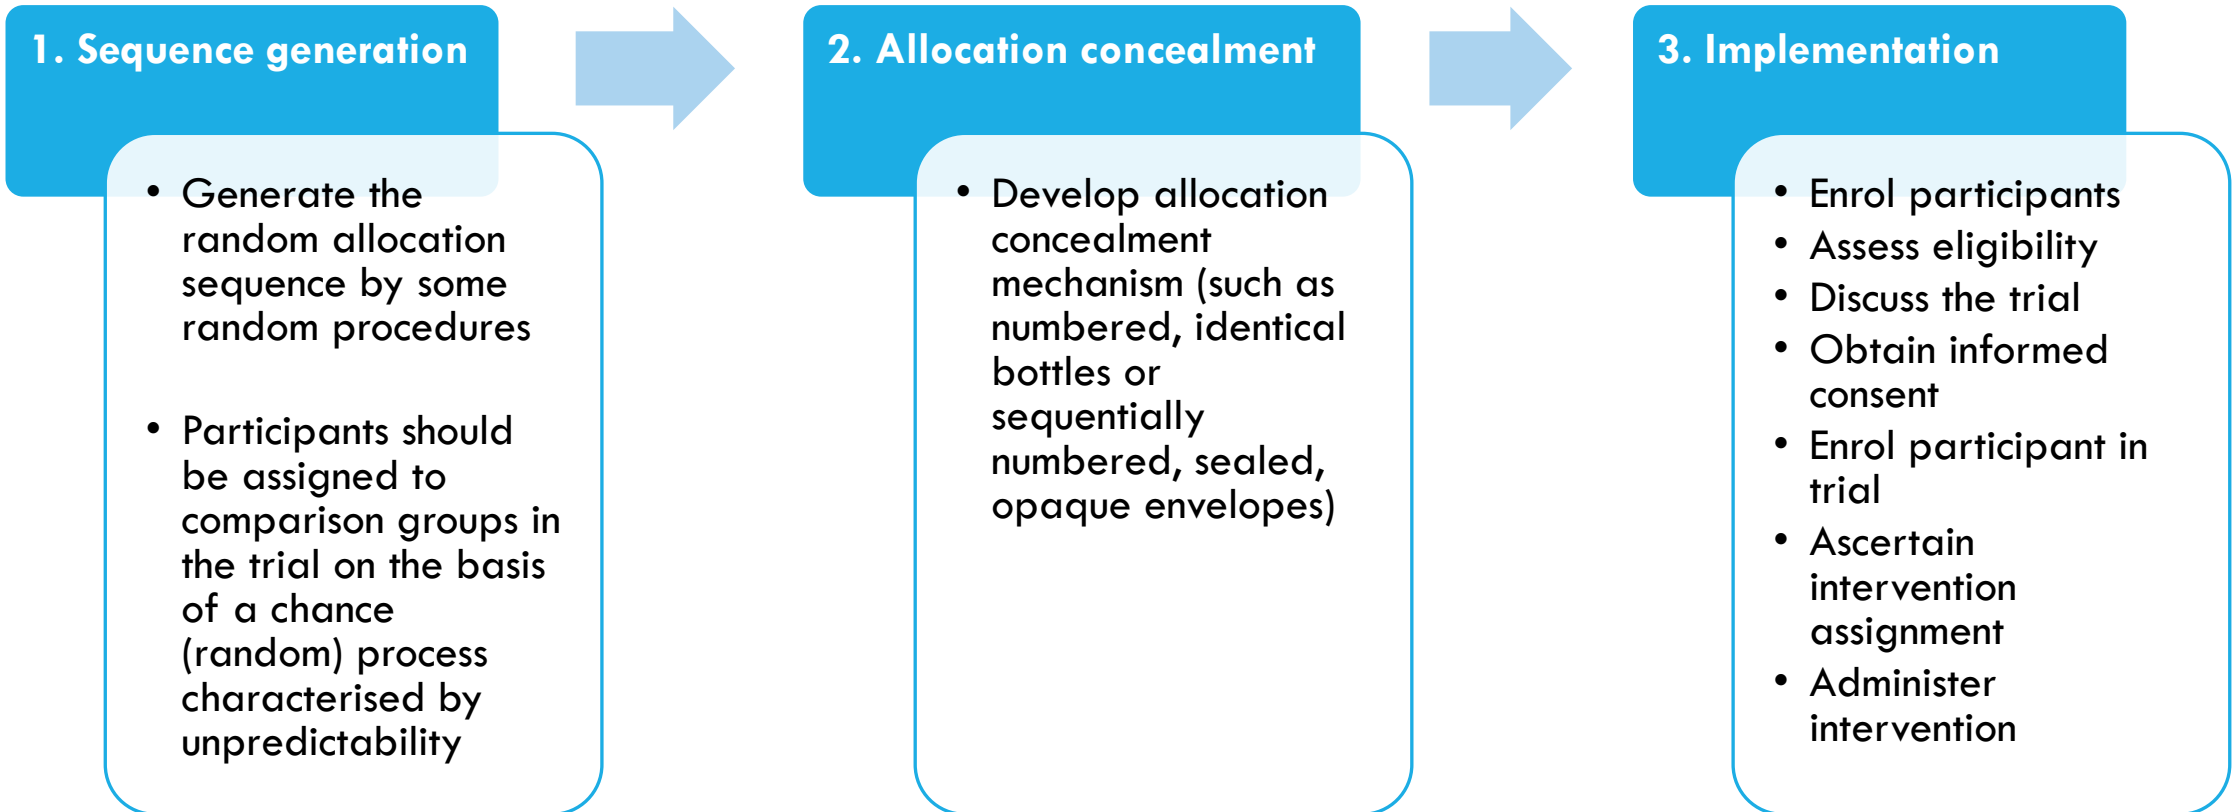 1. Sequence generation
• Generate the
random allocation
sequence by some
random procedures
• Participants should
be assigned to
comparison groups in
the trial on the basis
of a chance
(random) process
characterised by
unpredictability
2. Allocation concealment
• Develop allocation
concealment
mechanism (such as
numbered, identical
bottles or
sequentially
numbered, sealed,
opaque envelopes)
3. Implementation
• Enrol participants
• Assess eligibility
• Discuss the trial
• Obtain informed
consent
• Enrol participant in
trial
• Ascertain
intervention
assignment
• Administer
intervention